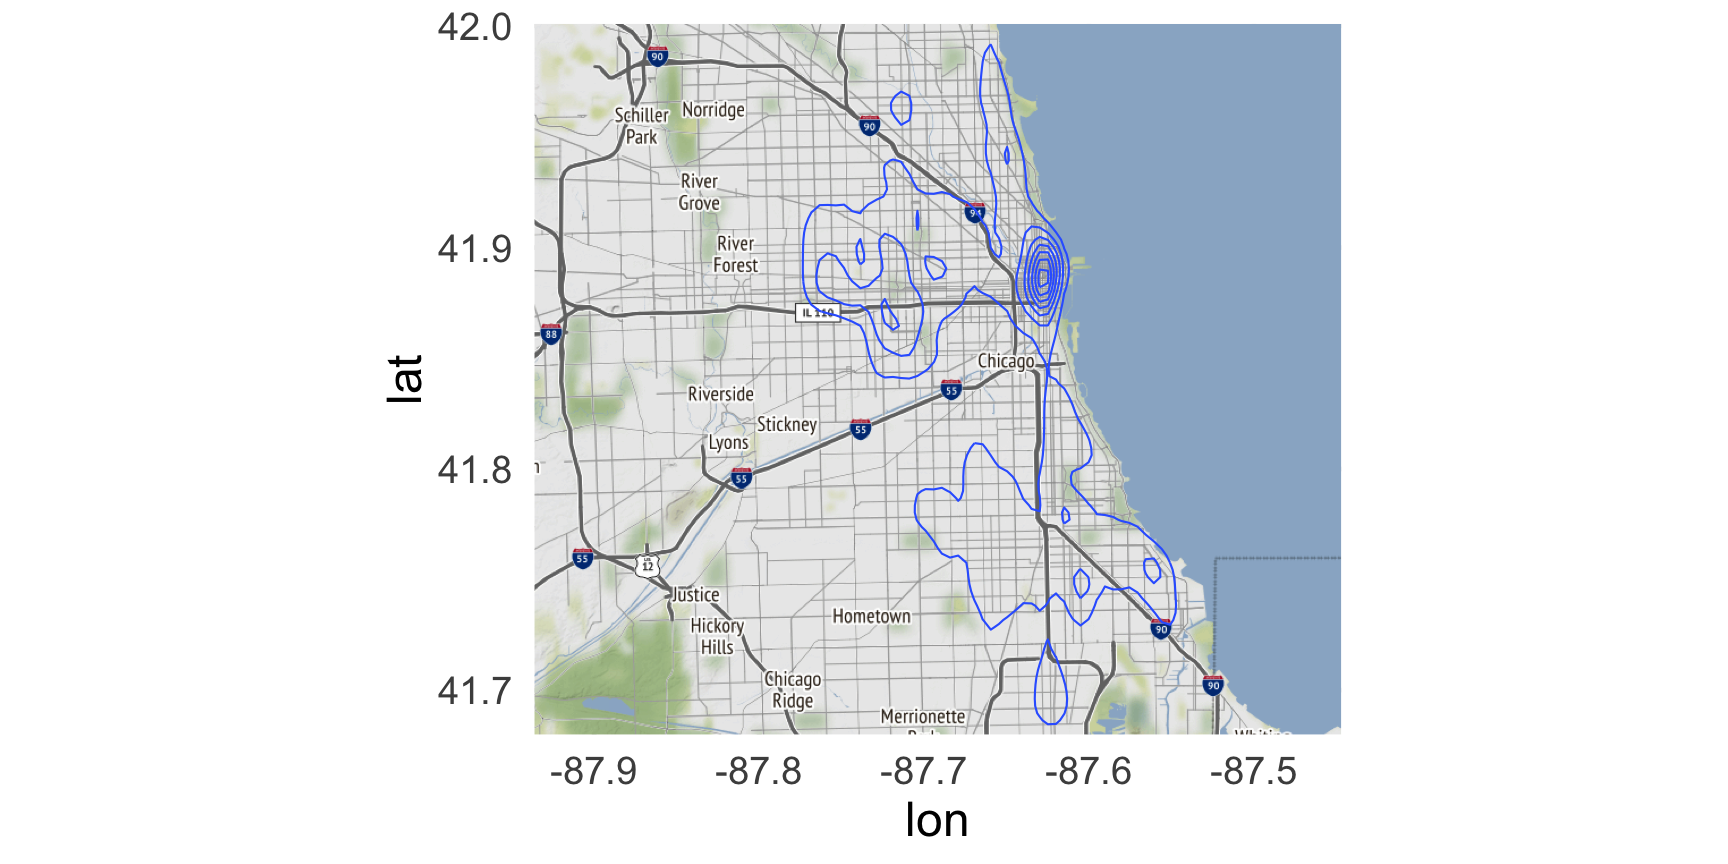 42.0
41.9
41.8
41.7
lat
-87.9
-87.8
-87.7
-87.6
-87.5
lon
90
Schiller
Park
Norridge
90
River
Grove
94
River
Forest
IL 110
88
Chicago
55
Riverside
Stickney
55
Lyons
55
n
55
US
12
Justice
Hometown
Hickory
Hills
90
Chicago
Ridge
90
Merrionette